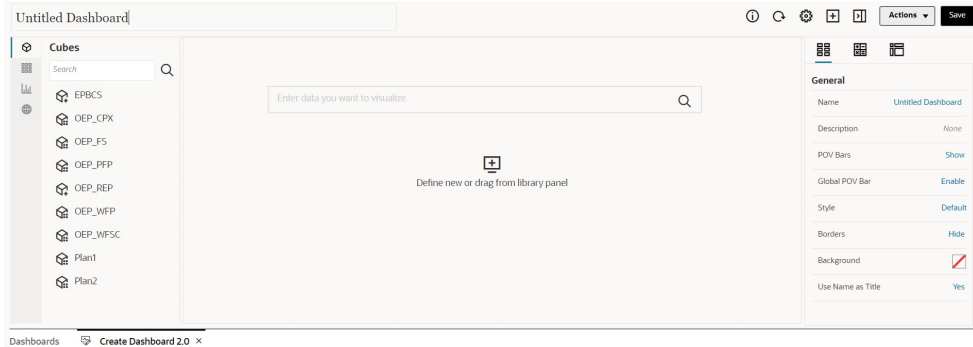 Untitled Dashboard
Actions
Save
Cubes
Search
EPBCS
OEP_CPX
OEP_FS
OEP_PFP
OEP_REP
OEP_WFP
OEP_WFSC
Plan1
Plan2
Enter data you want to visualize
Define new or drag from library panel
General
Name Untitled Dashboard
Description None
POV Bars Show
Global POV Bar Enable
Style Default
Borders Hide
Background
Use Name as Title Yes
Dashboards Create Dashboard 2.0 ×